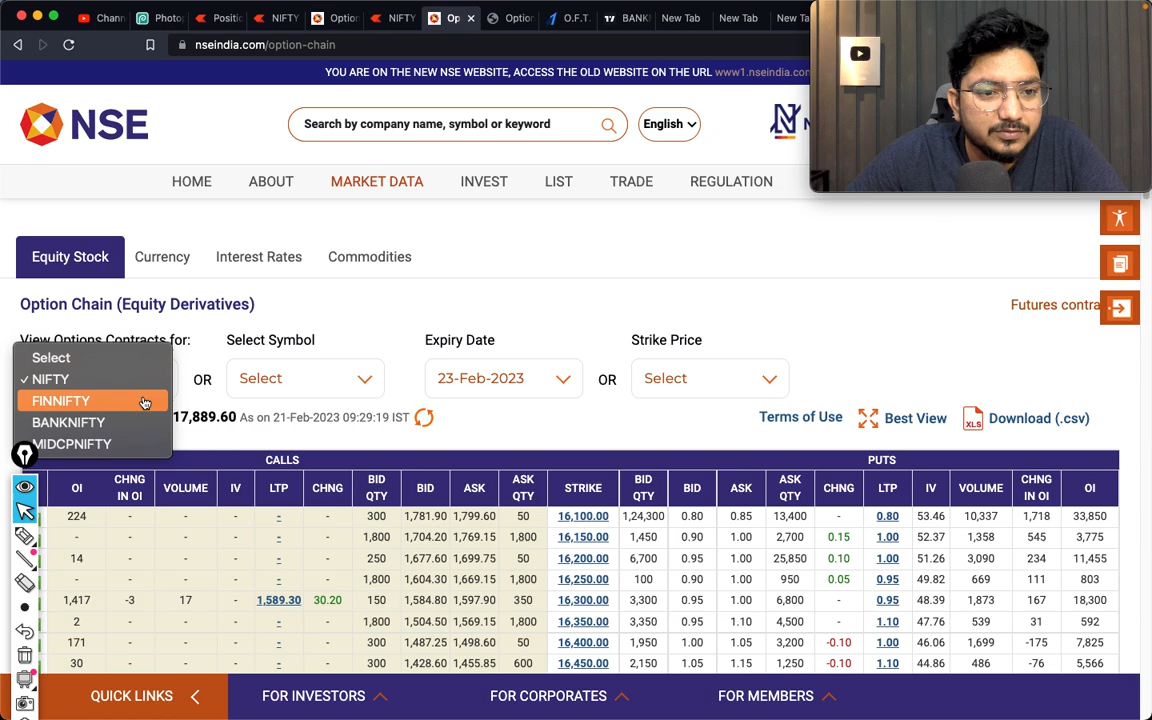 Chann
Photop
Positic
NIFTY
Option
NIFTY
Op
Option
O.F.T.
BANKI
New Tab
New Tab
New Ta
nseindia.com/option-chain
YOU ARE ON THE NEW NSE WEBSITE, ACCESS THE OLD WEBSITE ON THE URL www1.nseindia.com
NSE
Search by company name, symbol or keyword
English
HOME ABOUT MARKET DATA INVEST LIST TRADE REGULATION
Equity Stock Currency Interest Rates Commodities
Option Chain (Equity Derivatives)
Futures contra
View Options Contracts for: Select Symbol Expiry Date Strike Price
Select
NIFTY
FINNIFTY
BANKNIFTY
MIDCPNIFTY
OR Select 23-Feb-2023 OR Select
17,889.60 As on 21-Feb-2023 09:29:19 IST
Terms of Use Best View XLS Download (.csv)
CALLS PUTS
OI CHNG IN OI VOLUME IV LTP CHNG BID QTY BID ASK ASK QTY STRIKE BID QTY BID ASK ASK QTY CHNG LTP IV VOLUME CHNG IN OI OI
224 - - - - - 300 1,781.90 1,799.60 50 16,100.00 1,24,300 0.80 0.85 13,400 - 0.80 53.46 10,337 1,718 33,850
- - - - - - 1,800 1,704.20 1,769.15 1,800 16,150.00 1,450 0.90 1.00 2,700 0.15 1.00 52.37 1,358 545 3,775
14 - - - - - 250 1,677.60 1,699.75 50 16,200.00 6,700 0.95 1.00 25,850 0.10 1.00 51.26 3,090 234 11,455
- - - - - - 1,800 1,604.30 1,669.15 1,800 16,250.00 100 0.90 1.00 950 0.05 0.95 49.82 669 111 803
1,417 -3 17 - 1,589.30 30.20 150 1,584.80 1,597.90 350 16,300.00 3,300 0.95 0.95 6,800 - 0.95 48.39 1,873 167 18,300
2 - - - - - 1,800 1,504.50 1,569.15 1,800 16,350.00 3,350 0.95 1.10 4,500 - 1.10 47.76 539 31 592
171 - - - - - 300 1,487.25 1,498.60 50 16,400.00 1,950 1.00 1.05 3,200 -0.10 1.00 46.06 1,699 -175 7,825
30 - - - - - 300 1,428.60 1,455.85 600 16,450.00 2,150 1.05 1.15 1,250 -0.10 1.10 44.86 486 -76 5,566
QUICK LINKS FOR INVESTORS FOR CORPORATES FOR MEMBERS